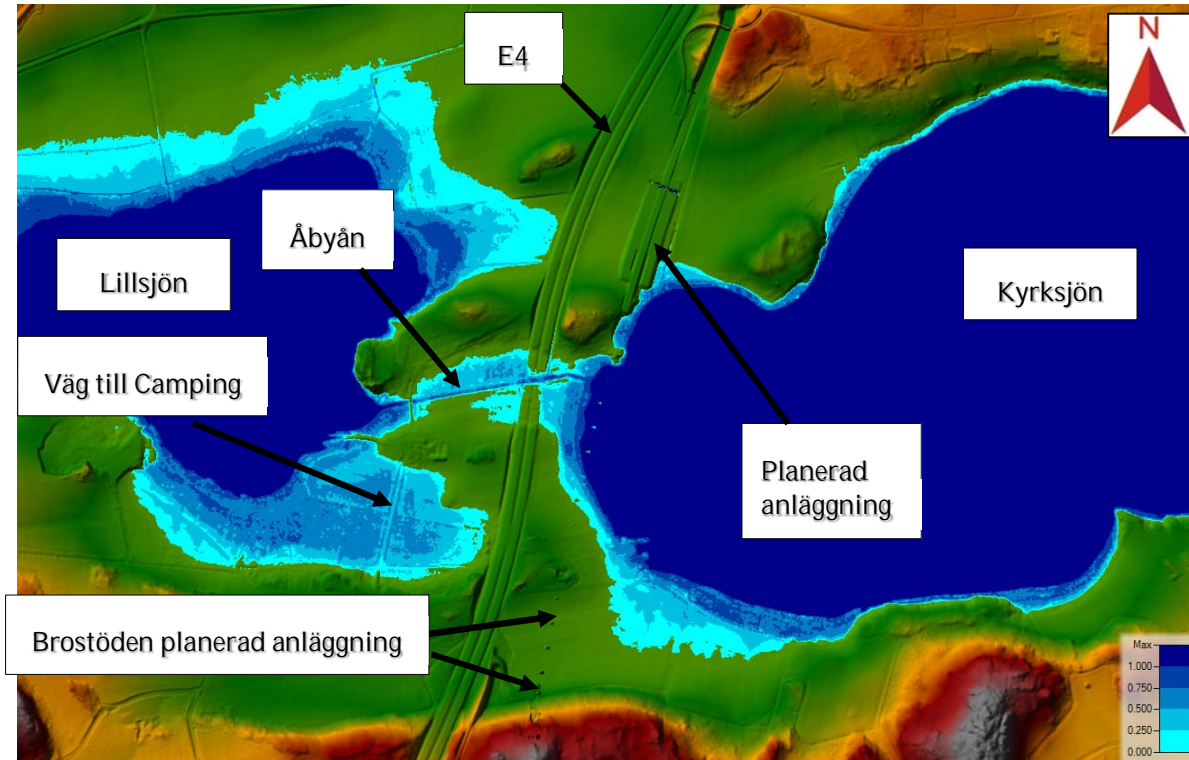 E4
N
Åbyån
Lillsjön
Kyrksjön
Väg till Camping
Planerad
anläggning
Brostöden planerad anläggning
Max
1.000
0.750
0.500
0.250
0.000